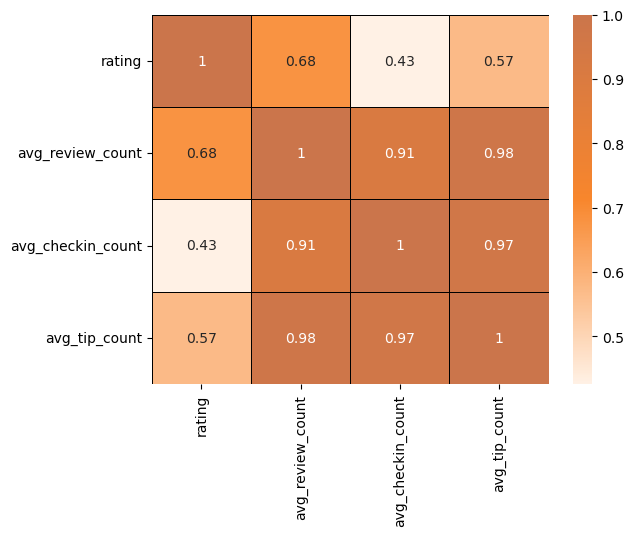 rating 1 0.68 0.43 0.57
avg_review_count 0.68 1 0.91 0.98
avg_checkin_count 0.43 0.91 1 0.97
avg_tip_count 0.57 0.98 0.97 1
rating
avg_review_count
avg_checkin_count
avg_tip_count
1.0
0.9
0.8
0.7
0.6
0.5